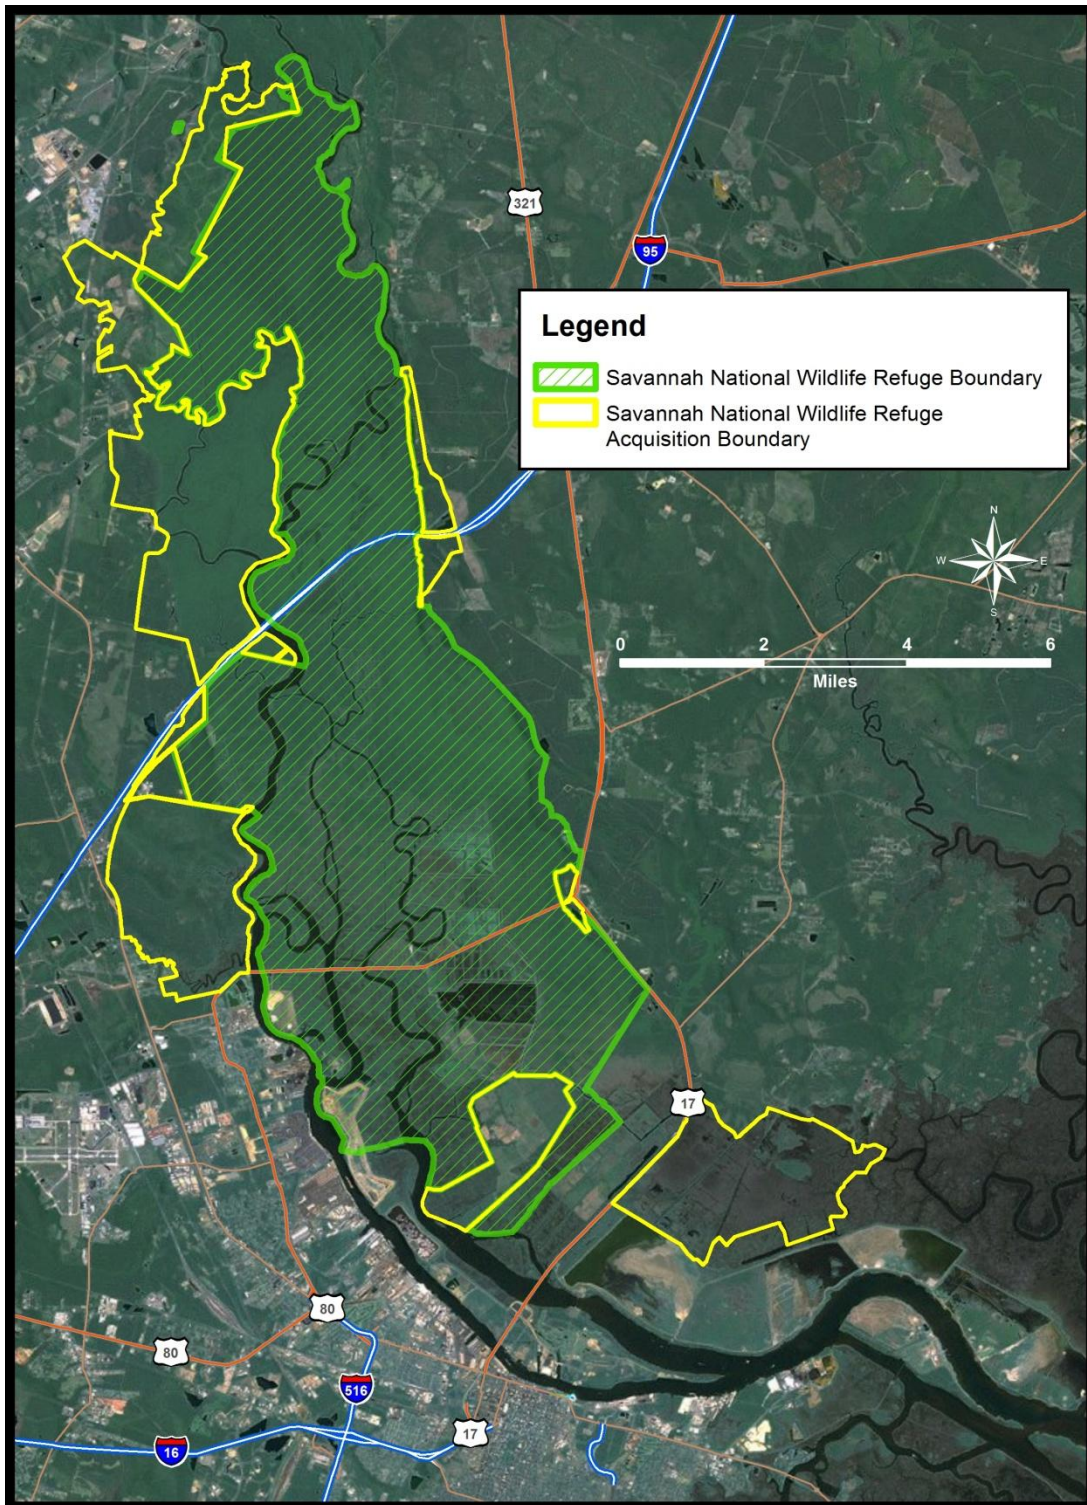 321
95
Legend
Savannah National Wildlife Refuge Boundary
Savannah National Wildlife Refuge
Acquisition Boundary
N
W E
S
0 2 4 6
Miles
17
80
80
516
17
16